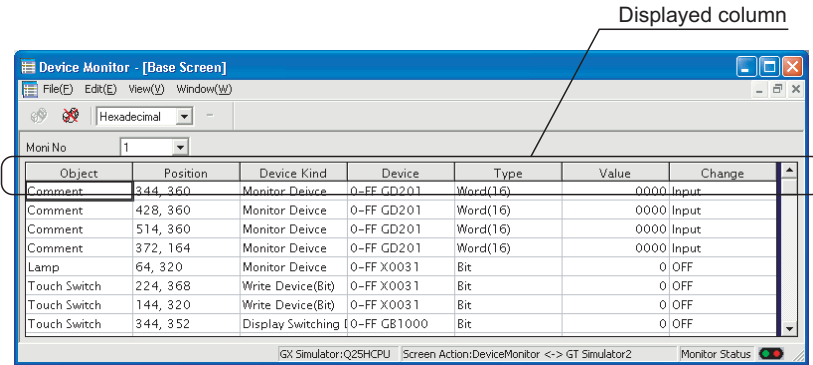 Displayed column
Device Monitor - [Base Screen]
File(F) Edit(E) View(V) Window(W)
Hexadecimal
Moni No 1
Object Position Device Kind Device Type Value Change
Comment 344, 360 Monitor Deivce 0-FF GD201 Word(16) 0000 Input
Comment 428, 360 Monitor Deivce 0-FF GD201 Word(16) 0000 Input
Comment 514, 360 Monitor Deivce 0-FF GD201 Word(16) 0000 Input
Comment 372, 164 Monitor Deivce 0-FF GD201 Word(16) 0000 Input
Lamp 64, 320 Monitor Deivce 0-FF X0031 Bit 0 OFF
Touch Switch 224, 368 Write Device(Bit) 0-FF X0031 Bit 0 OFF
Touch Switch 144, 320 Write Device(Bit) 0-FF X0031 Bit 0 OFF
Touch Switch 344, 352 Display Switching [ 0-FF GB1000 Bit 0 OFF
GX Simulator:Q25HCPU Screen Action:DeviceMonitor <-> GT Simulator2 Monitor Status